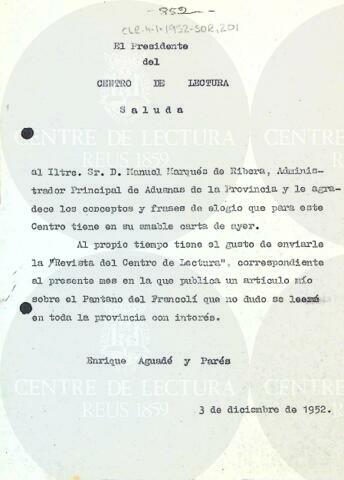 -852-
CLR-4-1-1952-SOR,201
El Presidente
del
CENTRO DE LECTURA
Saluda
al Iltre. Sr. D. Manuel Marqués de Ribera, Adminis-
trador Principal de Aduanas de la Provincia y le agra-
dece los conceptos y frases de elogio que para este
Centro tiene en su amable carta de ayer.
Al propio tiempo tiene el gusto de enviarle
la "Revista del Centro de Lectura", correspondiente
al presente mes en la que publica un artículo mío
sobre el Pantano del Francolí que no dudo se leerá
en toda la provincia con interés.
Enrique Aguadé y Parés
3 de diciembre de 1952.
CENTRE DE LECTURA
REUS 1859
CENTRE DE LECTURA
REUS 1859